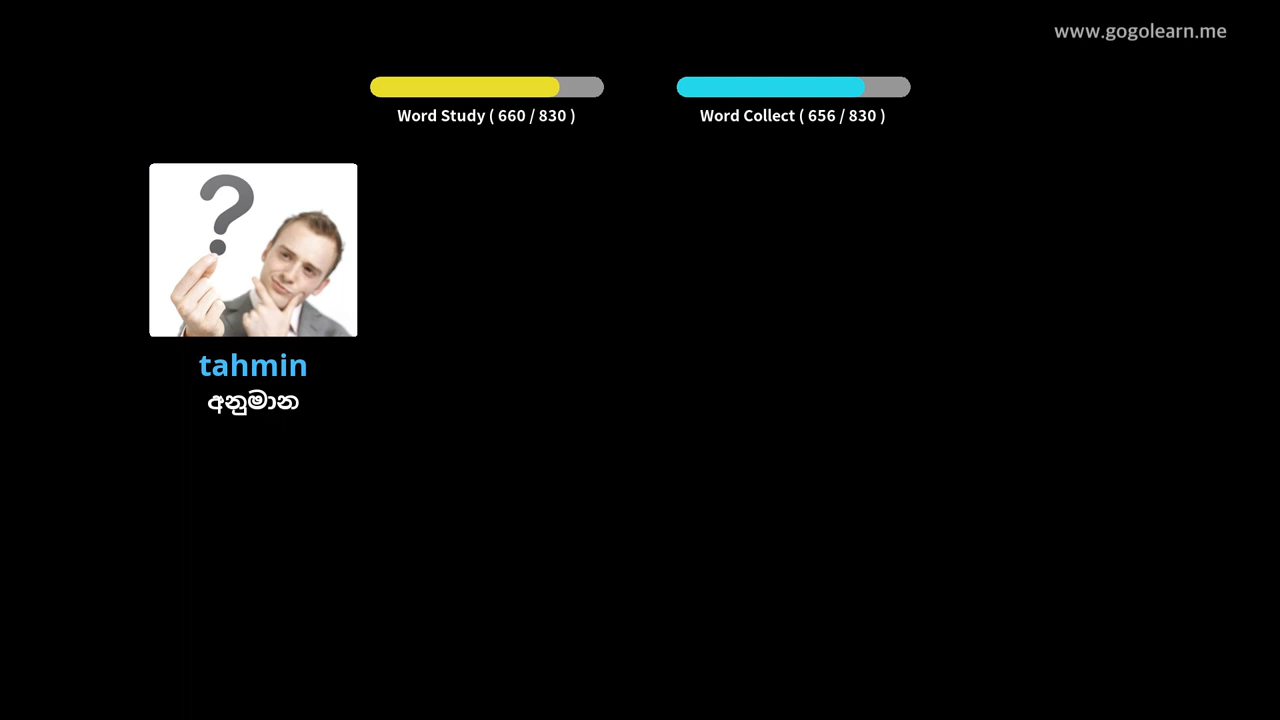 www.gogolearn.me
Word Study ( 660 / 830 )
Word Collect ( 656 / 830 )
?
tahmin
අනුමාන